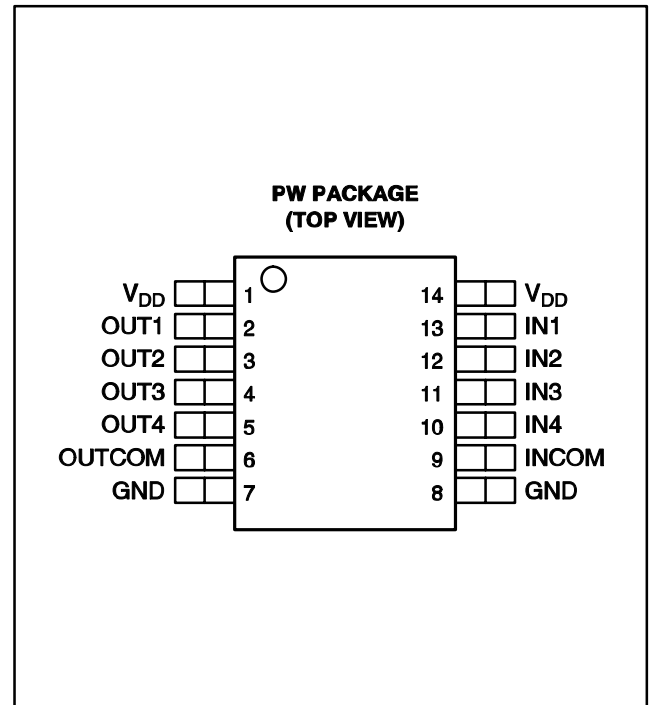 PW PACKAGE
(TOP VIEW)
VDD 1 14 VDD
OUT1 2 13 IN1
OUT2 3 12 IN2
OUT3 4 11 IN3
OUT4 5 10 IN4
OUTCOM 6 9 INCOM
GND 7 8 GND